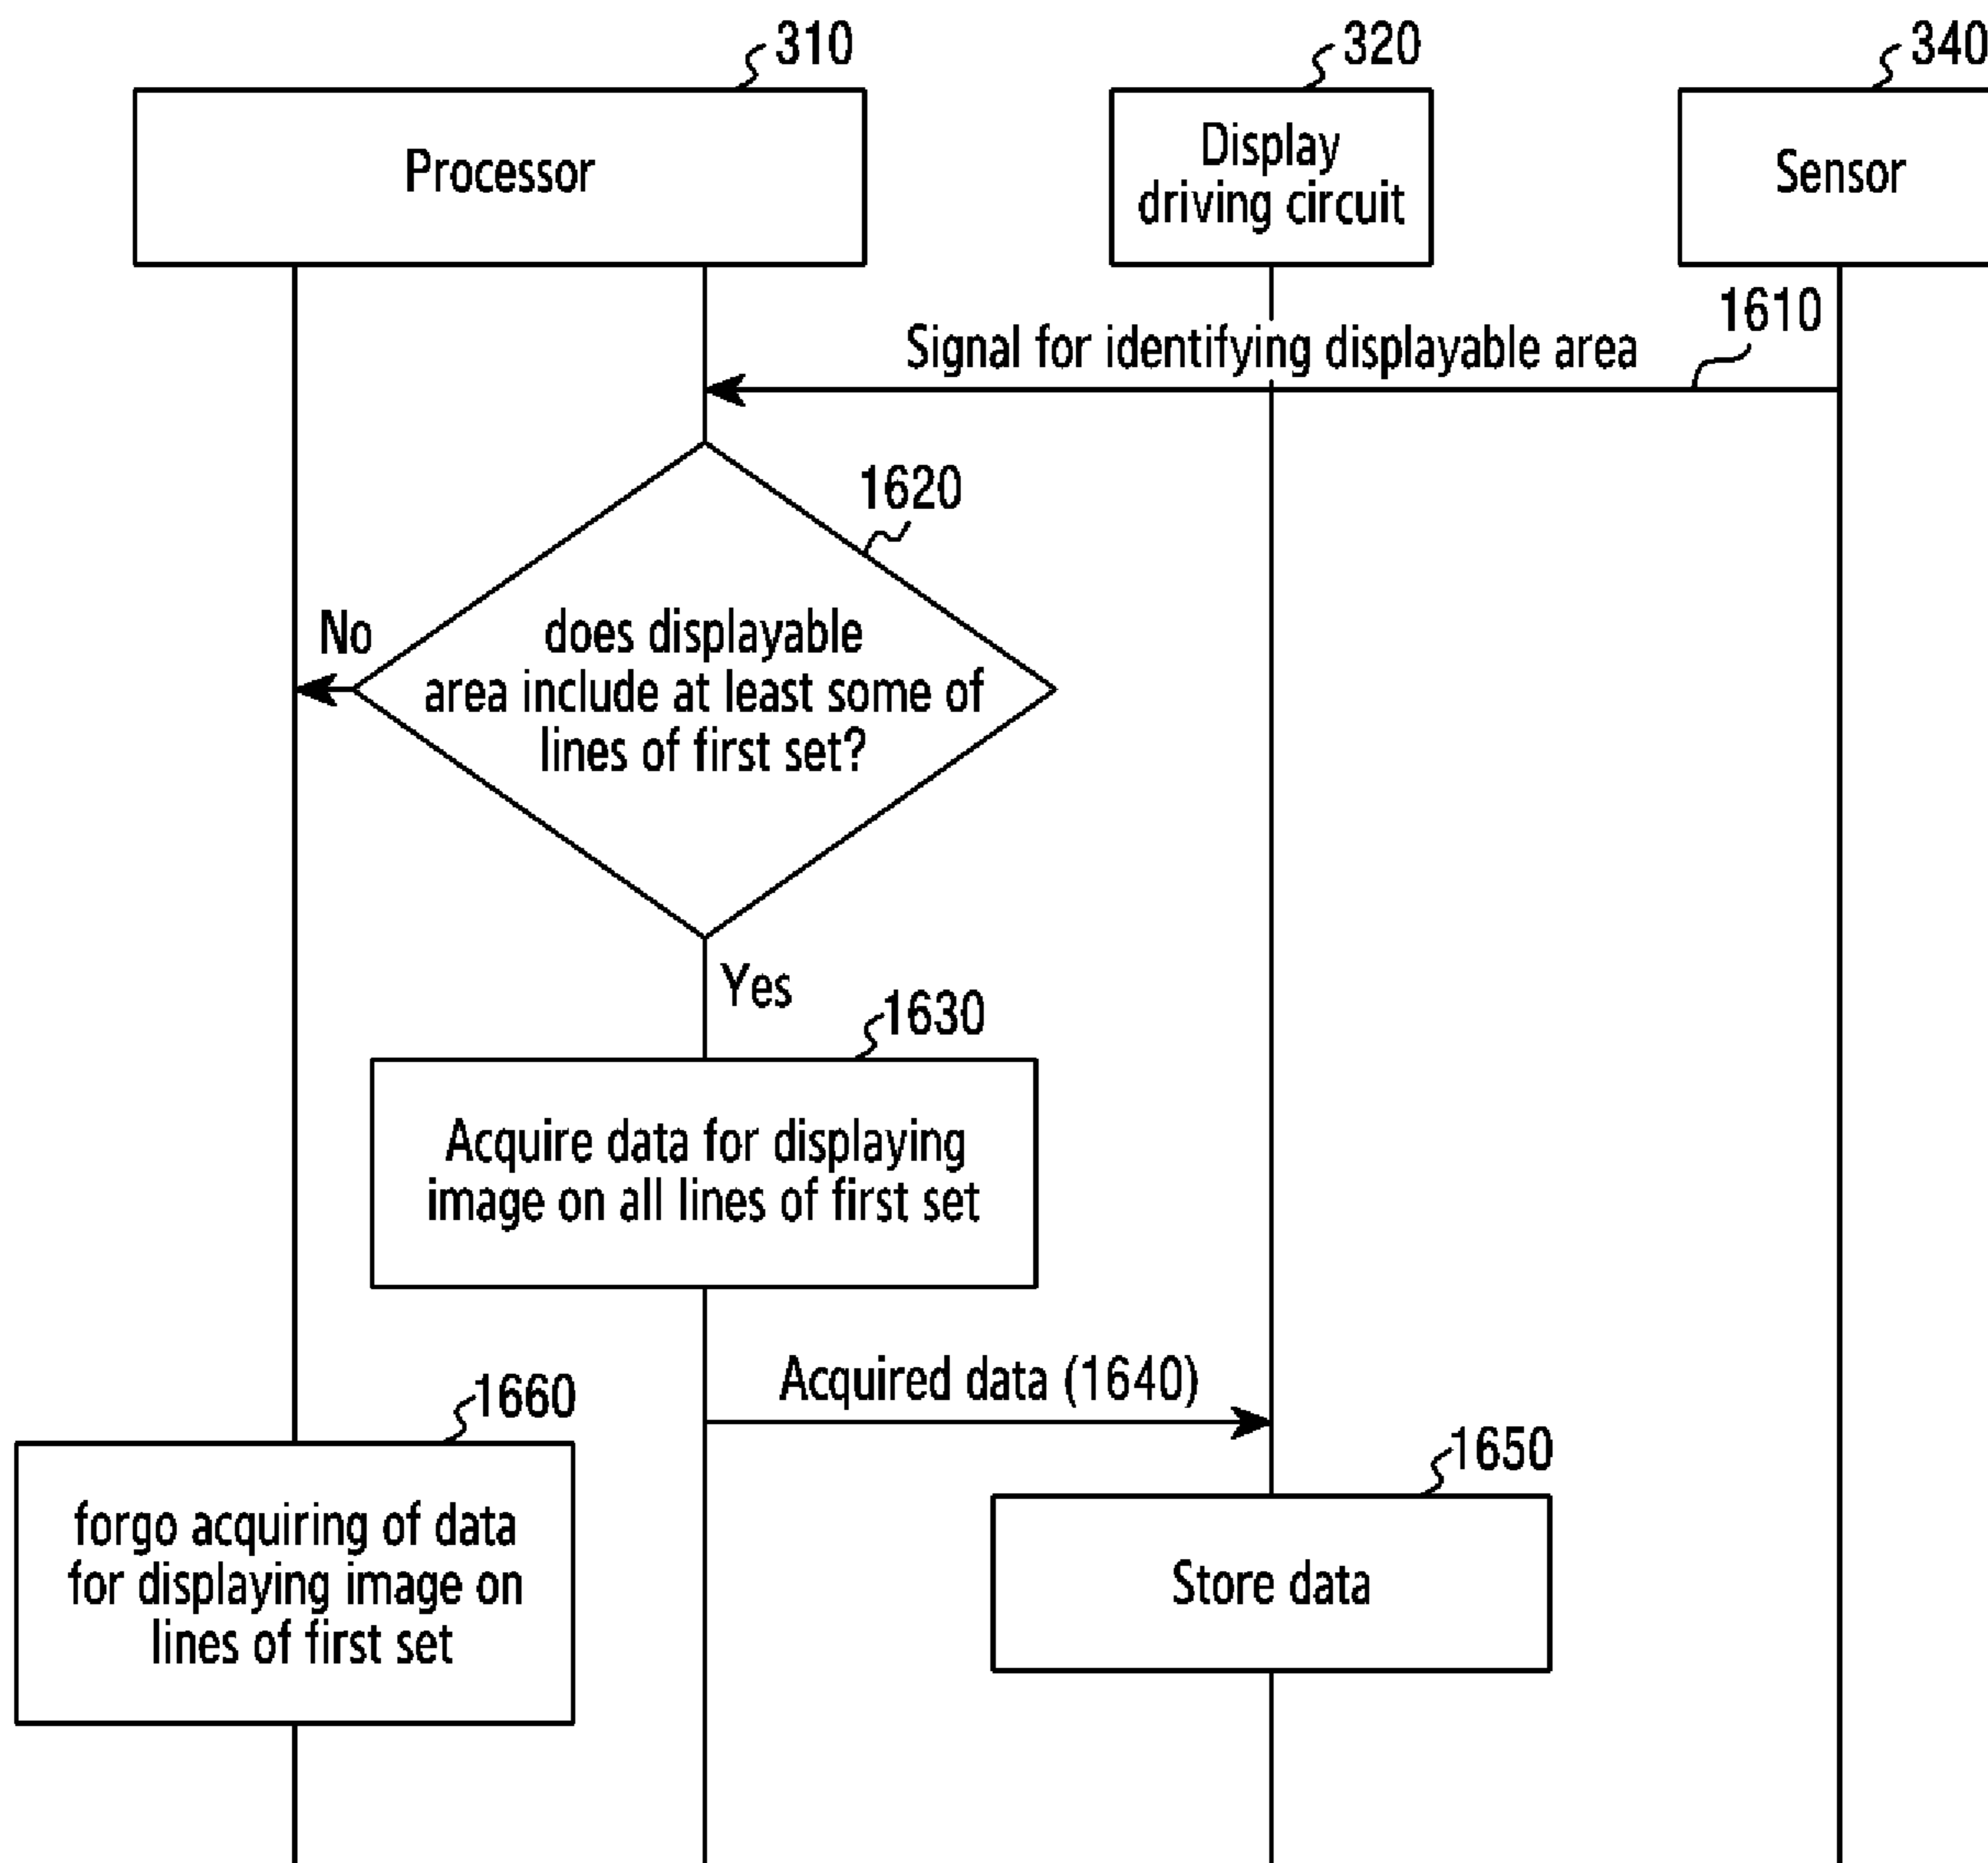 310
320
340
Processor
Display
driving circuit
Sensor
1610
Signal for identifying displayable area
1620
No
does displayable
area include at least some of
lines of first set?
Yes
1630
Acquire data for displaying
image on all lines of first set
Acquired data (1640)
1660
1650
forgo acquiring of data
for displaying image on
lines of first set
Store data